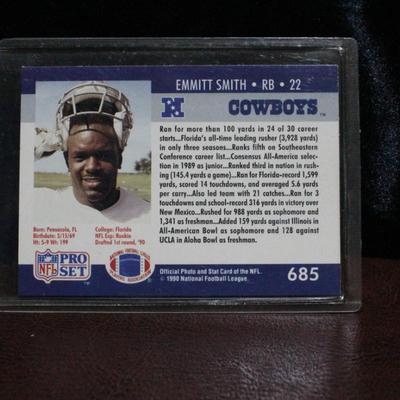 EMMITT SMITH • RB • 22
N
COWBOYS TM
Ran for more than 100 yards in 24 of 30 career
starts...Florida's all-time leading rusher (3,928 yards)
in only three seasons...Ranks fifth on Southeastern
Conference career list...Consensus All-America selec-
tion in 1989 as junior...Ranked third in nation in rush-
ing (145.4 yards a game)...Ran for Florida-record 1,599
yards, scored 14 touchdowns, and averaged 5.6 yards
per carry...Also led team with 21 catches...Ran for 3
touchdowns and school-record 316 yards in victory over
New Mexico...Rushed for 988 yards as sophomore and
1,341 as freshman...Added 159 yards against Illinois in
All-American Bowl as sophomore and 128 against
UCLA in Aloha Bowl as freshman.
Born: Pensacola, FL
Birthdate: 5/15/69
Ht: 5-9 Wt: 199
College: Florida
NFL Exp: Rookie
Drafted 1st round, '90
NFL
PRO
SET
TM
Official Photo and Stat Card of the NFL.
© 1990 National Football League.
685